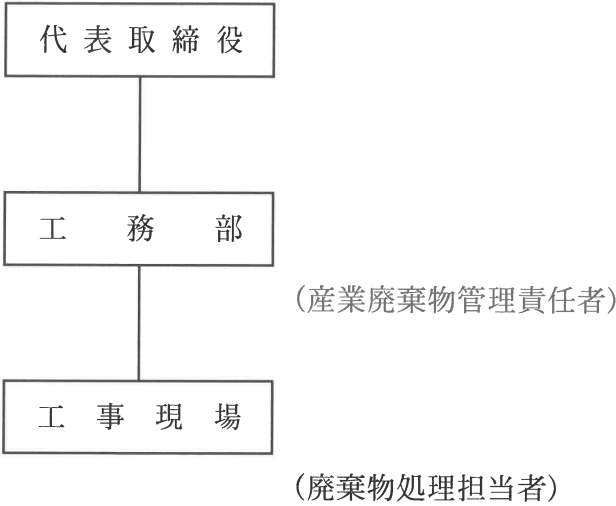 代表取締役
工務部
(産業廃棄物管理責任者)
工事現場
(廃棄物処理担当者)